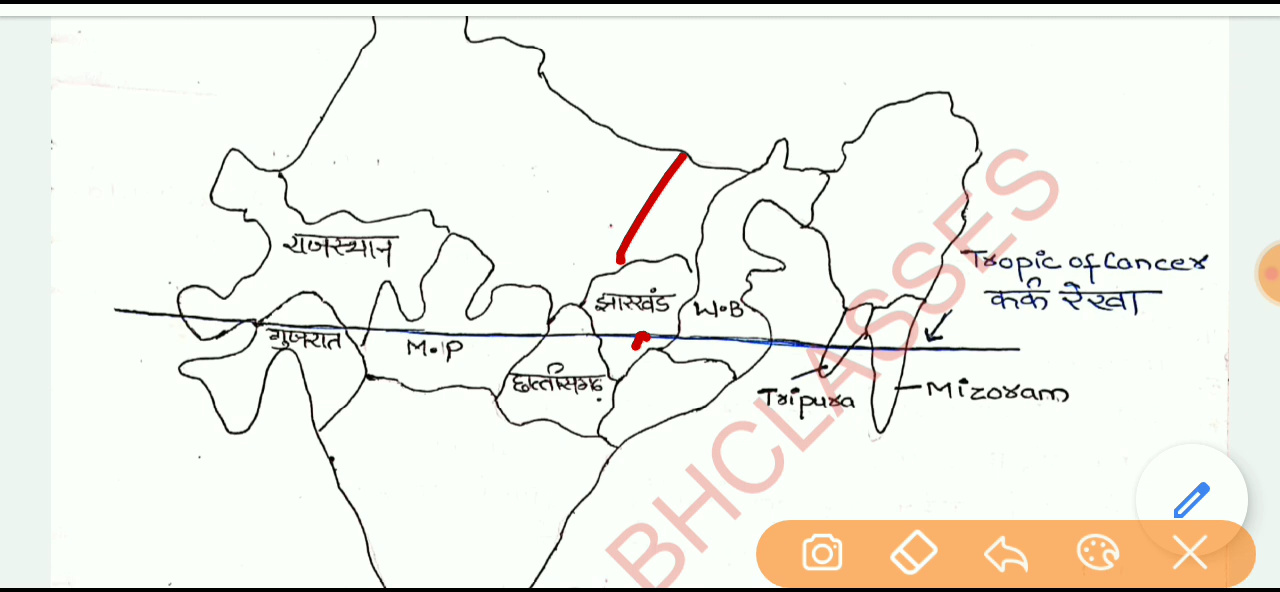 राजस्थान
Tropic of Cancer
कर्क रेखा
झारखंड
W.B
गुजरात
M.P
छत्तीसगढ़
Tripura
Mizoram
BHCLASSES